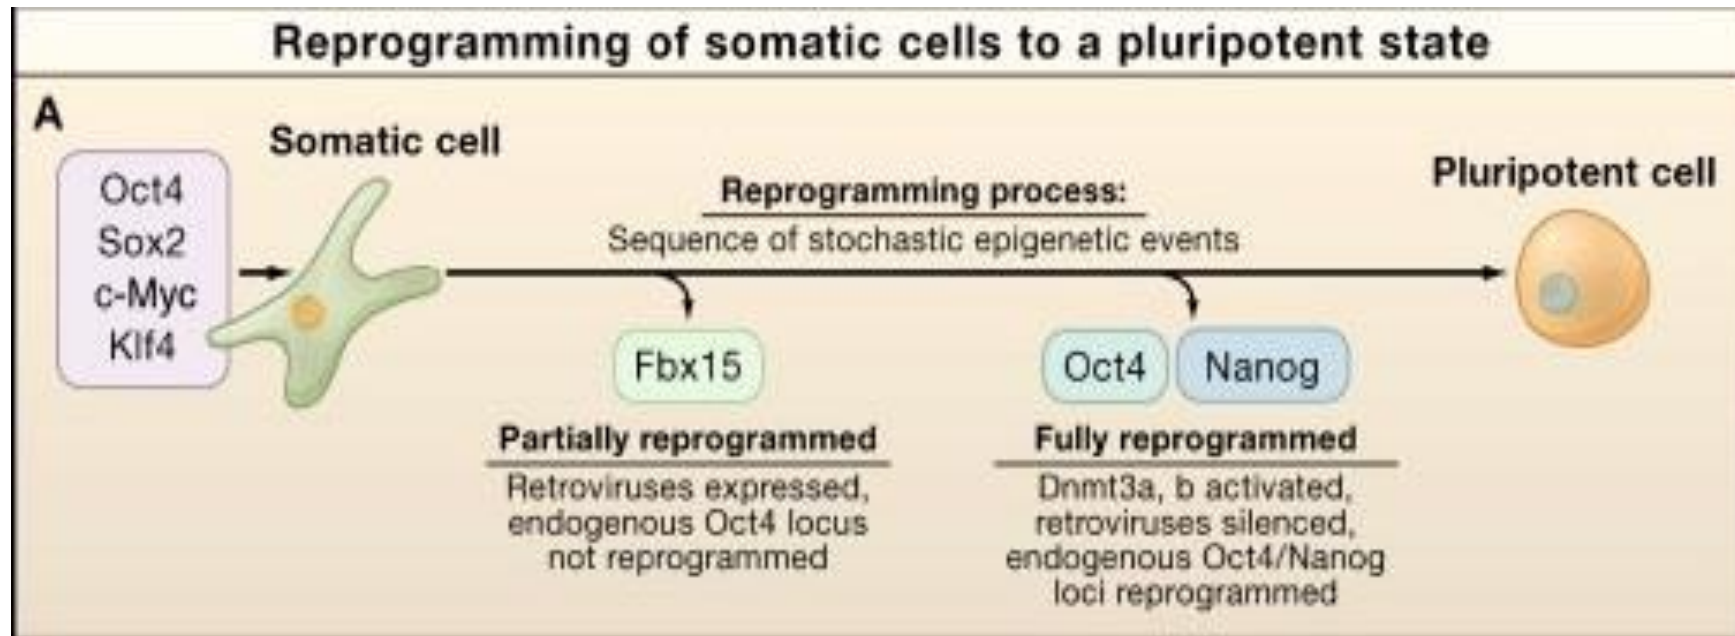 Reprogramming of somatic cells to a pluripotent state
A
Somatic cell
Oct4
Sox2
c-Myc
Klf4
Reprogramming process:
Sequence of stochastic epigenetic events
Pluripotent cell
Fbx15
Partially reprogrammed
Retroviruses expressed,
endogenous Oct4 locus
not reprogrammed
Oct4 Nanog
Fully reprogrammed
Dnmt3a, b activated,
retroviruses silenced,
endogenous Oct4/Nanog
loci reprogrammed